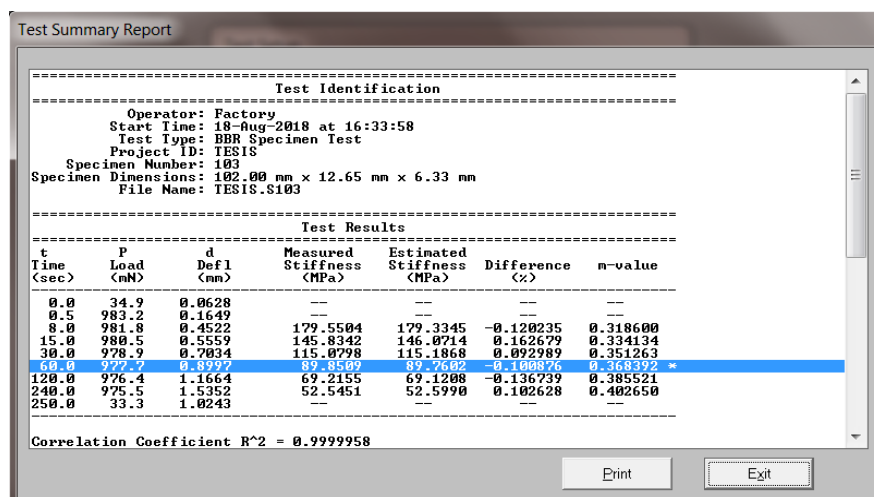 Test Summary Report
================================================================================
Test Identification
================================================================================
Operator: Factory
Start Time: 18-Aug-2018 at 16:33:58
Test Type: BBR Specimen Test
Project ID: TESIS
Specimen Number: 103
Specimen Dimensions: 102.00 mm x 12.65 mm x 6.33 mm
File Name: TESIS.S103
================================================================================
Test Results
================================================================================
t P d Measured Estimated
Time Load Defl Stiffness Stiffness Difference m-value
(sec) (mN) (mm) (MPa) (MPa) (%)
--------------------------------------------------------------------------------
0.0 34.9 0.0628 -- -- -- --
0.5 983.2 0.1649 -- -- -- --
8.0 981.8 0.4522 179.5504 179.3345 -0.120235 0.318600
15.0 980.5 0.5559 145.8342 146.0714 0.162679 0.334134
30.0 978.9 0.7034 115.0798 115.1868 0.092989 0.351263
60.0 977.7 0.8997 89.8509 89.7602 -0.100876 0.368392 *
120.0 976.4 1.1664 69.2155 69.1208 -0.136739 0.385521
240.0 975.5 1.5352 52.5451 52.5990 0.102628 0.402650
250.0 33.3 1.0243 -- -- -- --
--------------------------------------------------------------------------------
Correlation Coefficient R^2 = 0.9999958
Print Exit